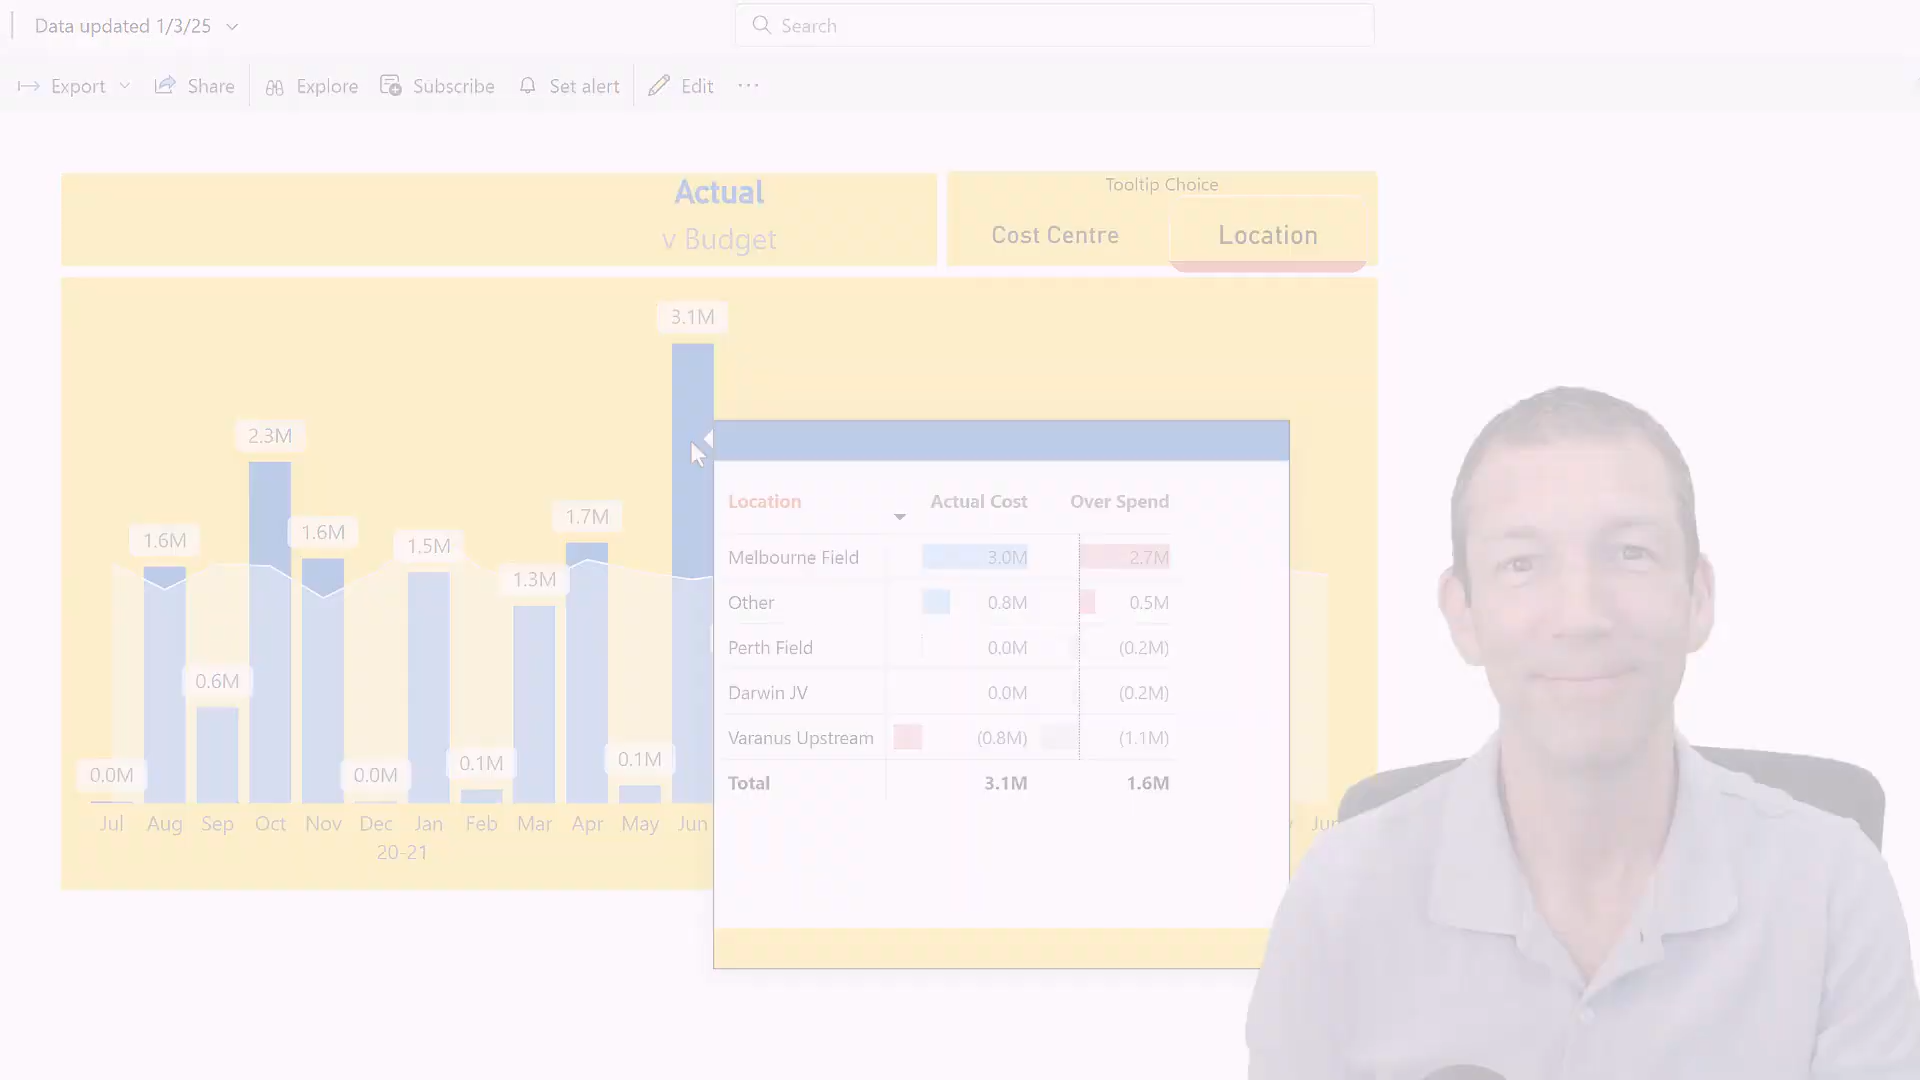 Data updated 1/3/25
Search
Export
Share
Explore
Subscribe
Set alert
Edit
Actual
v Budget
Tooltip Choice
Cost Centre
Location
3.1M
2.3M
1.6M
1.6M
1.5M
1.7M
1.3M
0.6M
0.0M
0.0M
0.1M
0.1M
Jul Aug Sep Oct Nov Dec Jan Feb Mar Apr May Jun
20-21
Location Actual Cost Over Spend
Melbourne Field 3.0M 2.7M
Other 0.8M 0.5M
Perth Field 0.0M (0.2M)
Darwin JV 0.0M (0.2M)
Varanus Upstream (0.8M) (1.1M)
Total 3.1M 1.6M